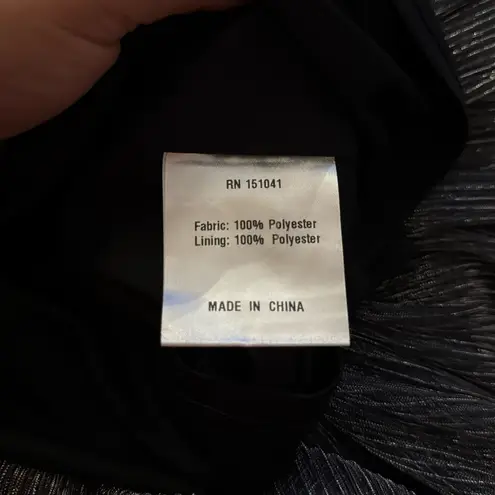 RN 151041
Fabric: 100% Polyester
Lining: 100% Polyester
MADE IN CHINA